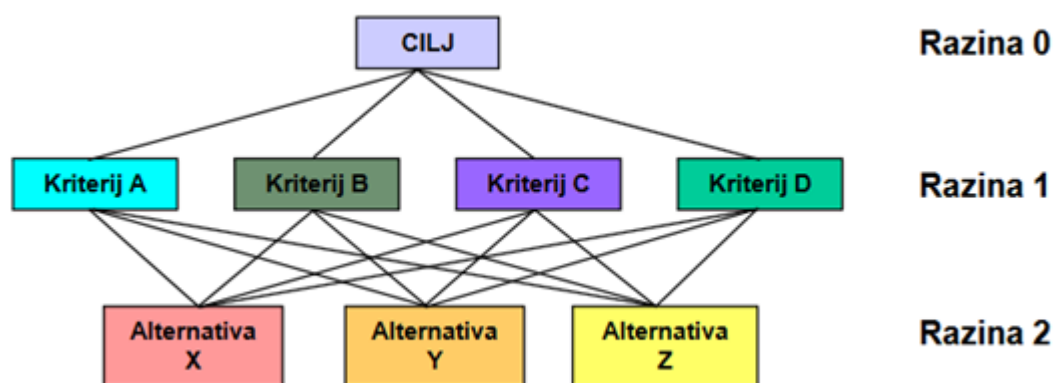 CILJ
Razina 0
Kriterij A
Kriterij B
Kriterij C
Kriterij D
Razina 1
Alternativa
X
Alternativa
Y
Alternativa
Z
Razina 2